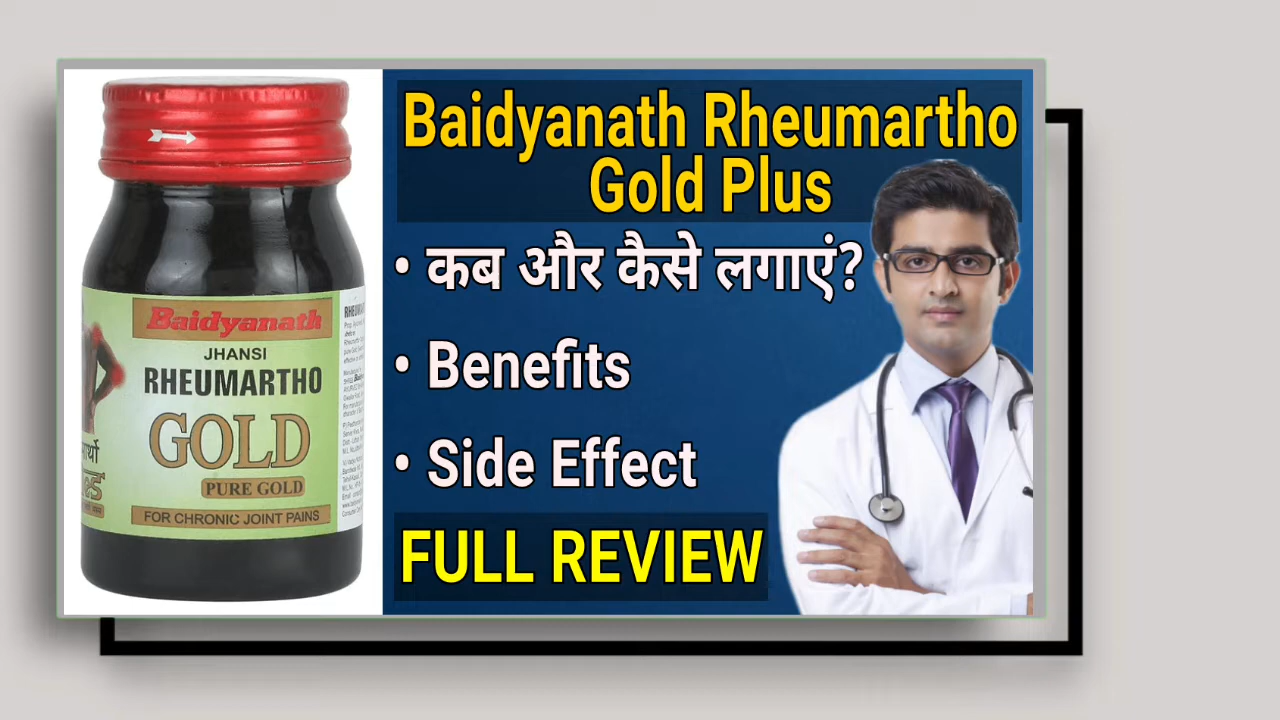 Baidyanath Rheumartho
Gold Plus
• कब और कैसे लगाएं?
• Benefits
• Side Effect
FULL REVIEW
Baidyanath
JHANSI
RHEUMARTHO
GOLD
PURE GOLD
FOR CHRONIC JOINT PAINS